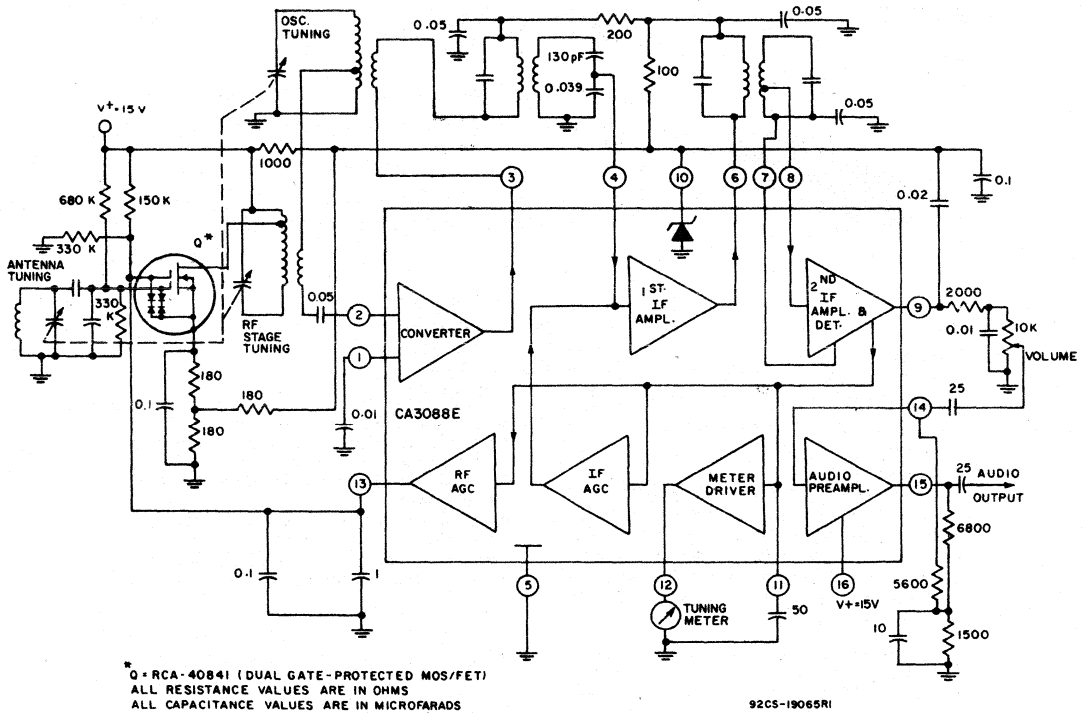 OSC.
TUNING
0.05
200
0.05
130pF
0.039
100
0.05
V+=15V
1000
3
4
6
10
7
8
0.02
0.1
680 K
150K
330 K
Q*
ANTENNA
TUNING
330
K
RF
STAGE
TUNING
0.05
2
CONVERTER
1ST-
IF
AMPL.
2ND
IF
AMPL. &
DET.
9
2000
0.01
10K
VOLUME
1
180
180
0.1
180
0.01
CA3088E
25
14
13
RF
AGC
IF
AGC
METER
DRIVER
AUDIO
PREAMPL.
15
25
AUDIO
OUTPUT
6800
0.1
1
5
12
11
16
V+=15V
5600
TUNING
METER
50
10
1500
*
Q = RCA-40841 (DUAL GATE-PROTECTED MOS/FET)
ALL RESISTANCE VALUES ARE IN OHMS
ALL CAPACITANCE VALUES ARE IN MICROFARADS
92CS-19065R1